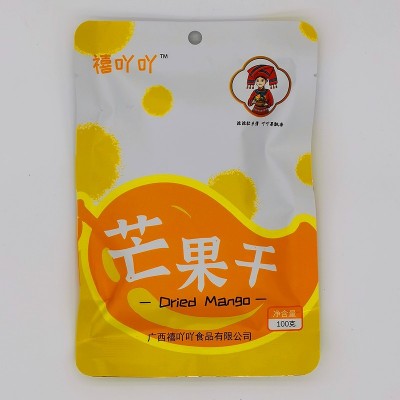 禧吖吖™
芒果干
— Dried Mango —
净含量
100克
广西禧吖吖食品有限公司